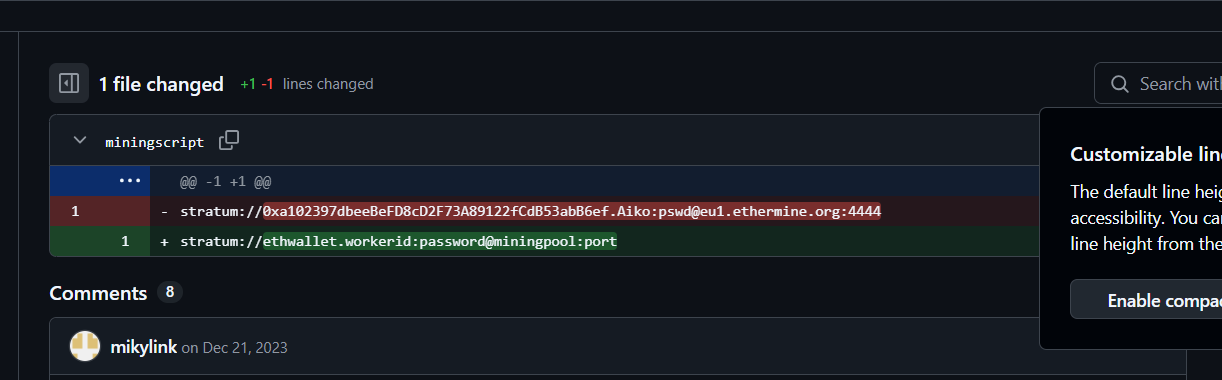 1 file changed +1 -1 lines changed
Search with
miningscript
@@ -1 +1 @@
1 - stratum://0xa102397dbeeBeFD8cD2F73A89122fCdB53abB6ef.Aiko:pswd@eu1.ethermine.org:4444
1 + stratum://ethwallet.workerid:password@miningpool:port
Customizable line
The default line heig
accessibility. You ca
line height from the
Enable compac
Comments 8
mikylink on Dec 21, 2023